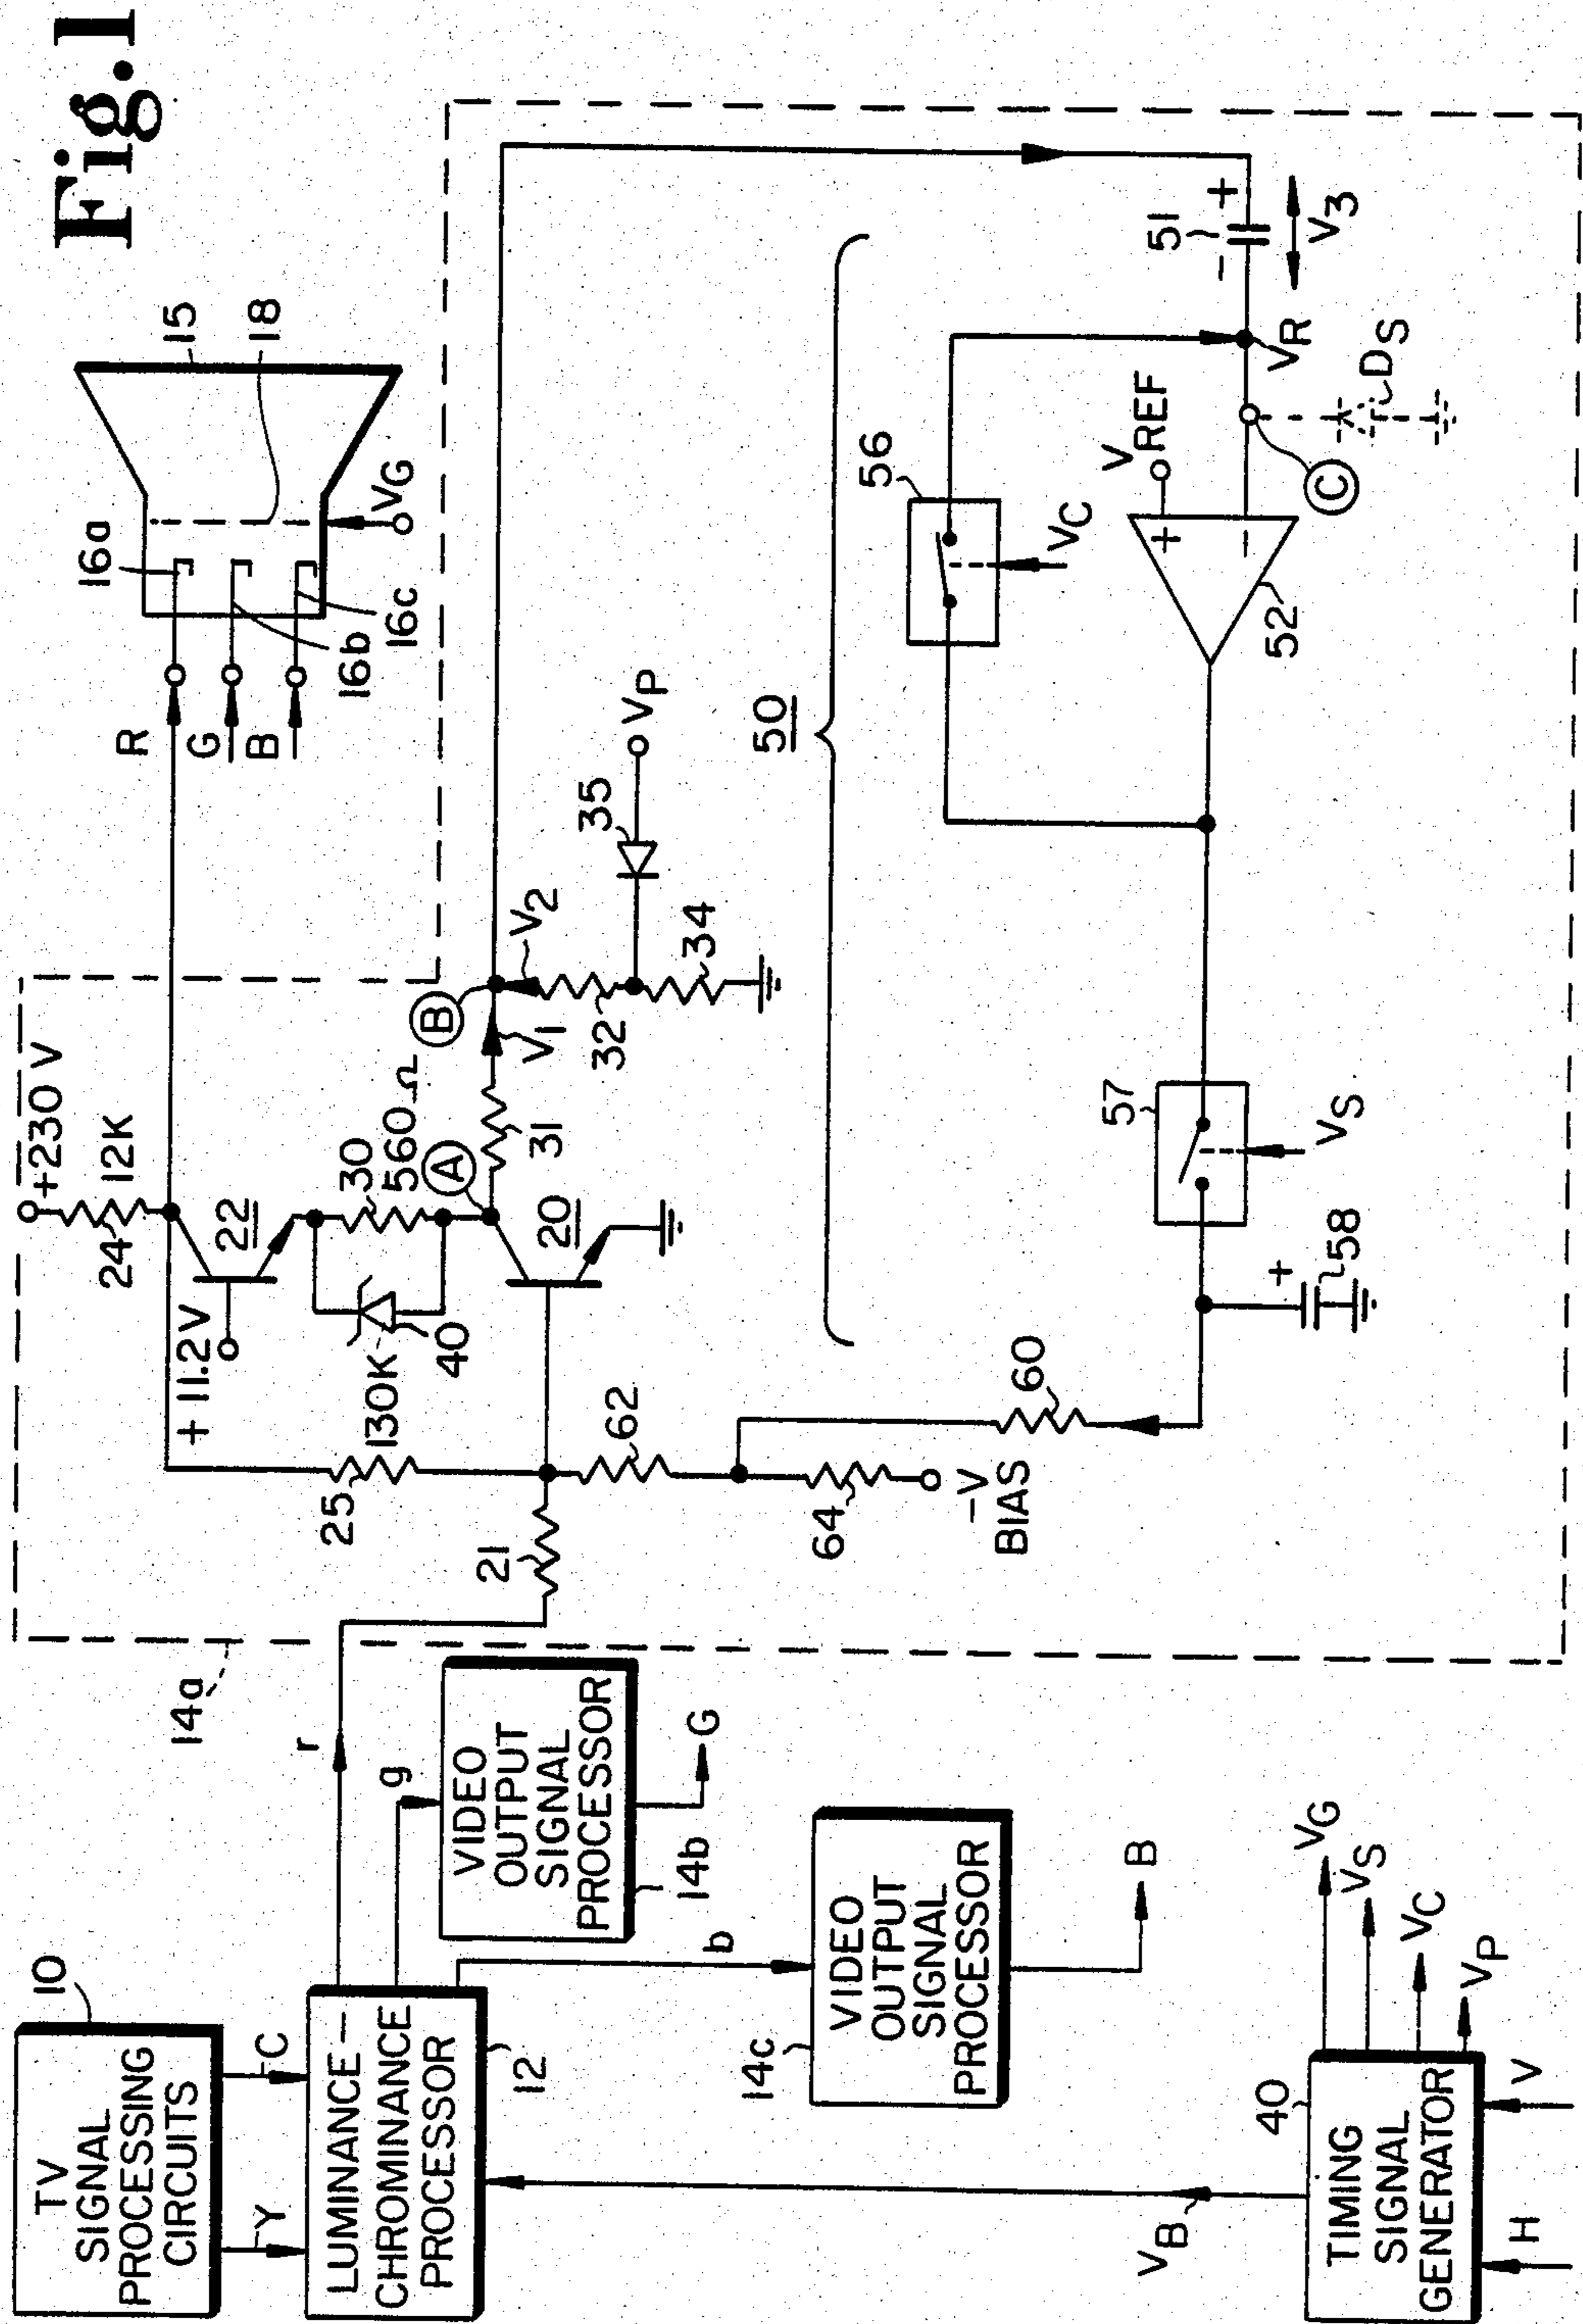 Fig.1
TV
SIGNAL
PROCESSING
CIRCUITS
10
Y
C
LUMINANCE-
CHROMINANCE
PROCESSOR
12
r
g
b
14a
VIDEO
OUTPUT
SIGNAL
PROCESSOR
14b
G
VIDEO
OUTPUT
SIGNAL
PROCESSOR
14c
B
VB
TIMING
SIGNAL
GENERATOR
40
H
V
VG
VS
VC
VP
+230 V
24
12K
+11.2V
22
25
130K
40
30
560Ω
A
20
21
62
64
-V
BIAS
60
31
V1
B
V2
32
34
35
VP
R
G
B
16a
16b
16c
15
18
VG
50
57
VS
58
+
56
VC
52
+
-
VREF
C
DS
VR
51
-
+
V3